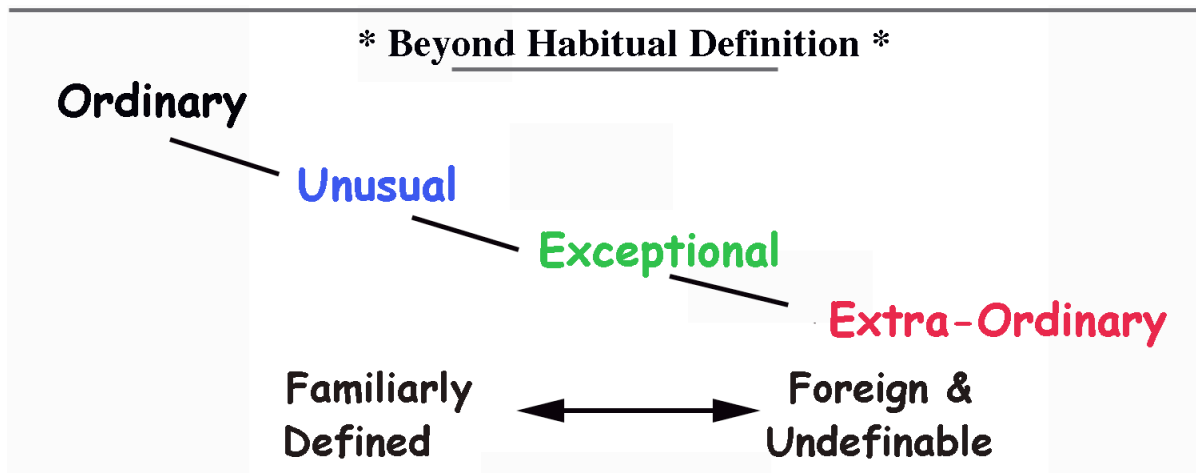 * Beyond Habitual Definition *
Ordinary
Unusual
Exceptional
Extra-Ordinary
Familiarly
Defined
Foreign &
Undefinable